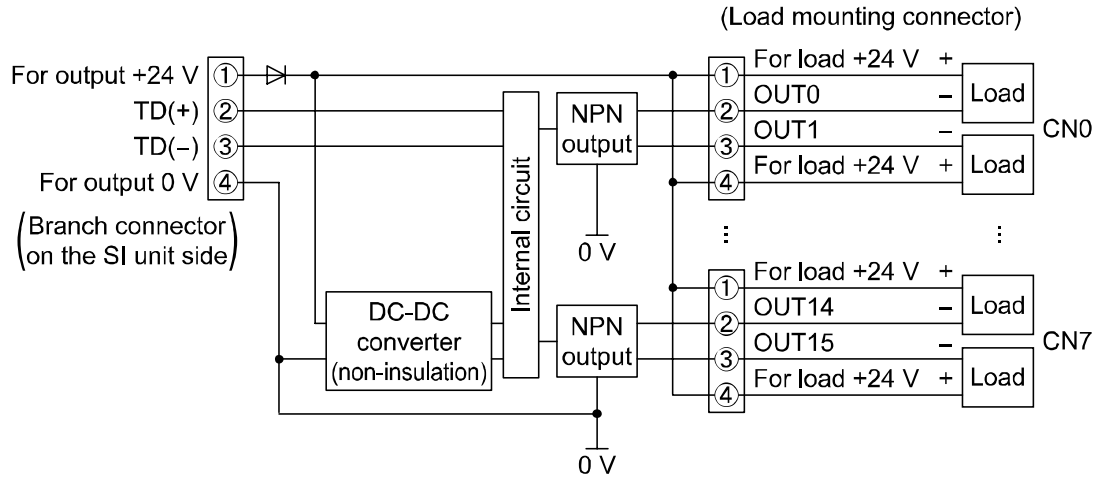 (Load mounting connector)
For output +24 V ①
TD(+) ②
TD(−) ③
For output 0 V ④
(Branch connector
on the SI unit side)
DC-DC
converter
(non-insulation)
Internal circuit
NPN
output
0 V
NPN
output
0 V
① For load +24 V + 
② OUT0 − Load
③ OUT1 − Load
④ For load +24 V +
CN0
⋮ ⋮
① For load +24 V +
② OUT14 − Load
③ OUT15 − Load
④ For load +24 V +
CN7